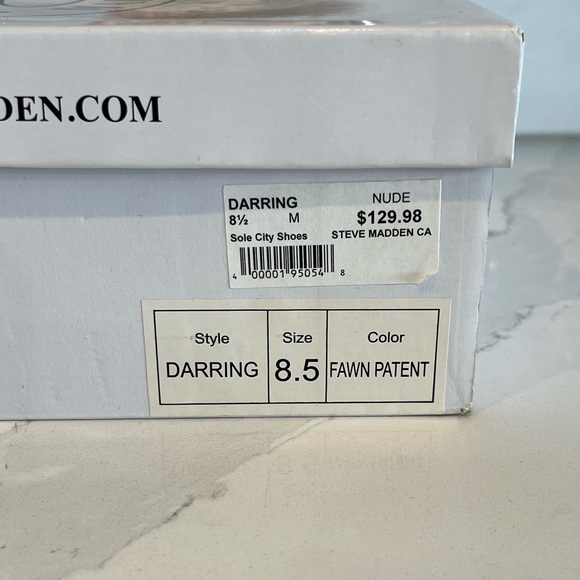 DEN.COM
DARRING NUDE
8½ M $129.98
Sole City Shoes STEVE MADDEN CA
4 00001 95054 8
Style Size Color
DARRING 8.5 FAWN PATENT